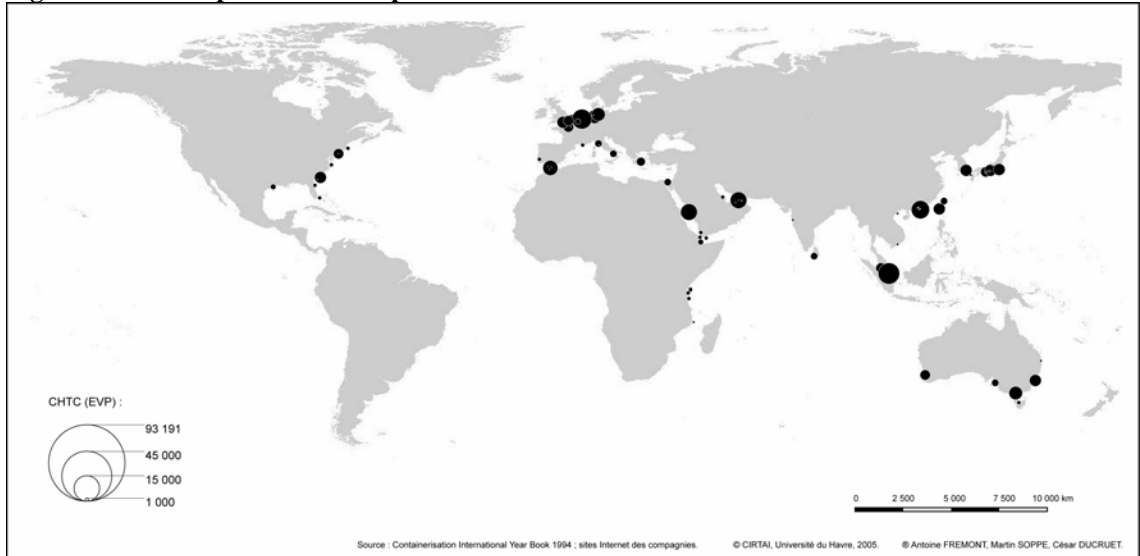 CHTC (EVP) :
93 191
45 000
15 000
1 000
0 2 500 5 000 7 500 10 000 km
Source : Containerisation International Year Book 1994 ; sites Internet des compagnies. © CIRTAI, Université du Havre, 2005. ® Antoine FREMONT, Martin SOPPE, César DUCRUET.